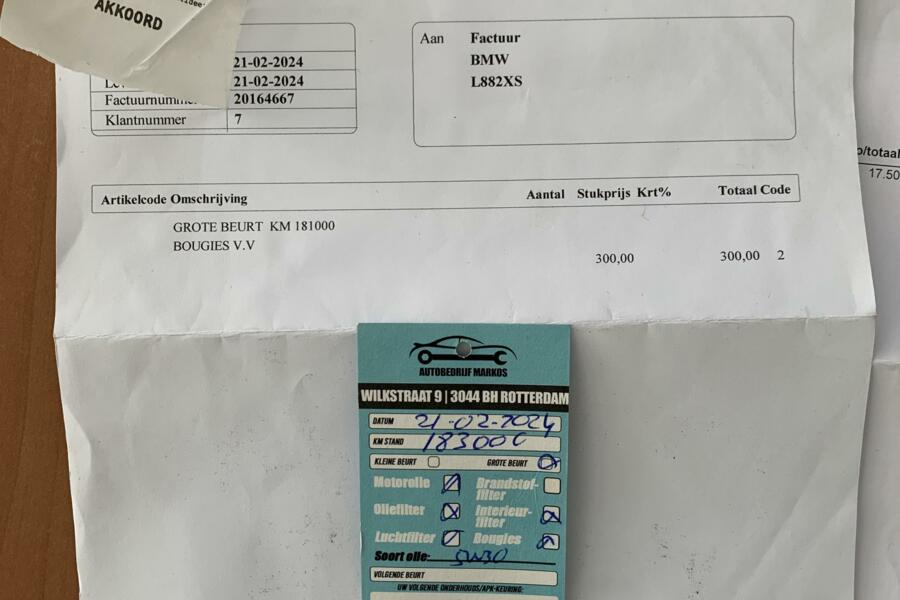 AKKOORD
21-02-2024
21-02-2024
Factuurnumm 20164667
Klantnummer 7
Aan Factuur
BMW
L882XS
o/totaal
17.50
Artikelcode Omschrijving Aantal Stukprijs Krt% Totaal Code
GROTE BEURT KM 181000
BOUGIES V.V
300,00 300,00 2
AUTOBEDRIJF MARKOS
WILKSTRAAT 9 | 3044 BH ROTTERDAM
DATUM 21-02-2024
KM STAND 183000
KLEINE BEURT GROTE BEURT
Motorolie Brandstof-
filter
Oliefilter Interieur-
filter
Luchtfilter Bougies
Soort olie: 5W30
VOLGENDE BEURT
UW VOLGENDE ONDERHOUDS/APK-KEURING: